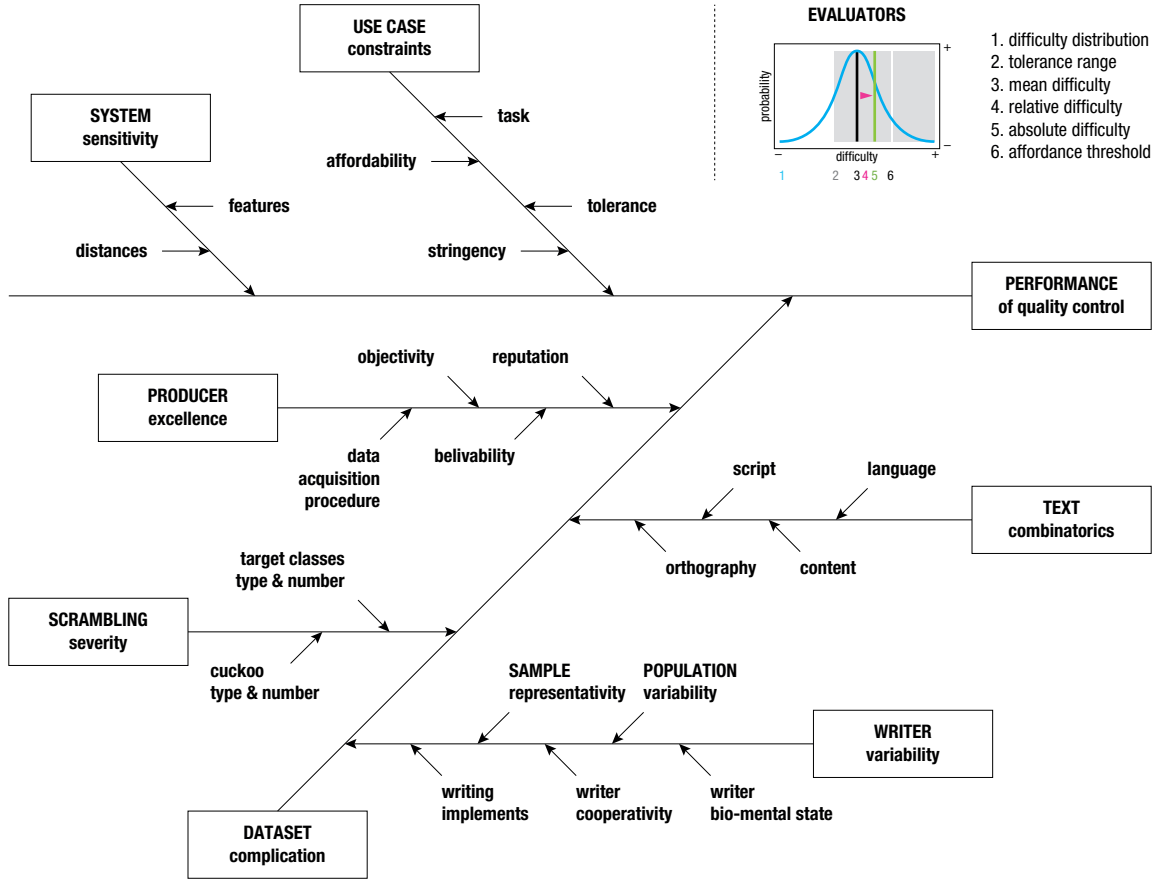 USE CASE
constraints
EVALUATORS
+
probability
−
−
difficulty
+
1
2
3
4
5
6
1. difficulty distribution
2. tolerance range
3. mean difficulty
4. relative difficulty
5. absolute difficulty
6. affordance threshold
SYSTEM
sensitivity
task
affordability
features
tolerance
distances
stringency
PERFORMANCE
of quality control
objectivity
reputation
PRODUCER
excellence
data
acquisition
procedure
belivability
script
language
TEXT
combinatorics
orthography
content
target classes
type & number
SCRAMBLING
severity
cuckoo
type & number
SAMPLE
representativity
POPULATION
variability
WRITER
variability
writing
implements
writer
cooperativity
writer
bio-mental state
DATASET
complication